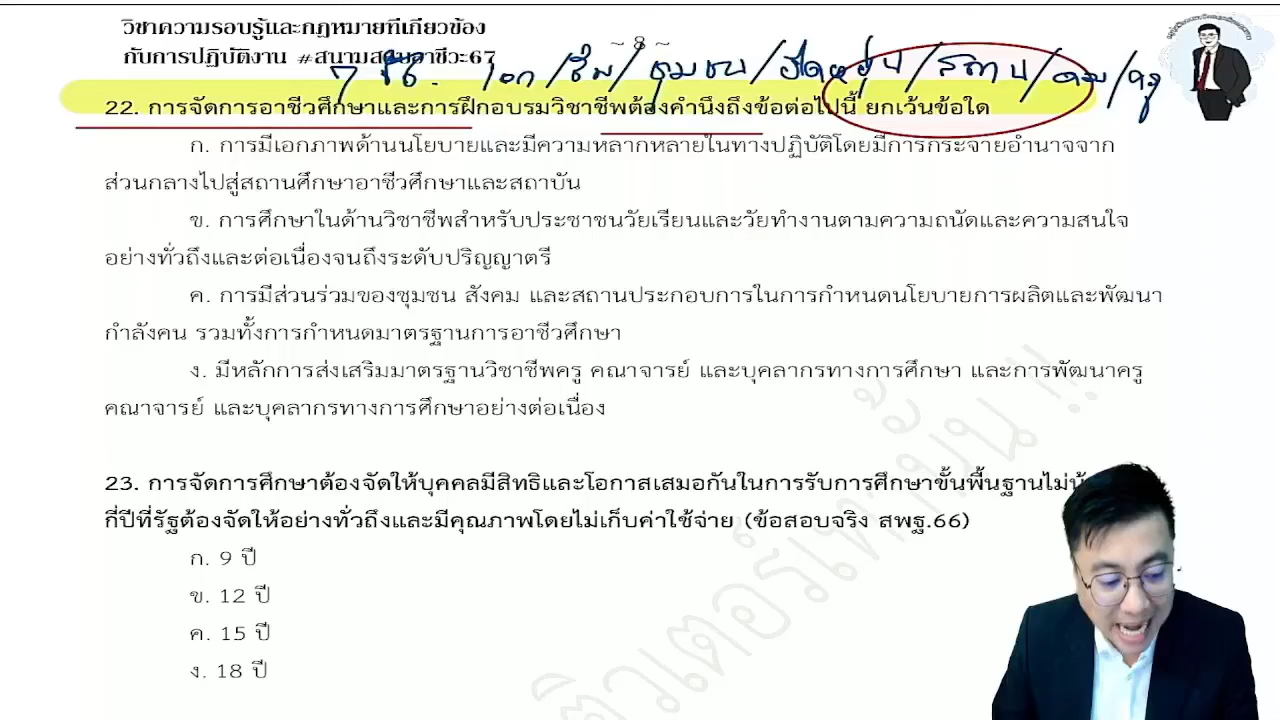 วิชาความรอบรู้และกฎหมายที่เกี่ยวข้อง
กับการปฏิบัติงาน #สนามสอบอาชีวะ67
~ 8 ~
/ ชุมชน / ยืดหยุ่น / สถาน / / ครู
22. การจัดการอาชีวศึกษาและการฝึกอบรมวิชาชีพต้องคำนึงถึงข้อต่อไปนี้ ยกเว้นข้อใด
ก. การมีเอกภาพด้านนโยบายและมีความหลากหลายในทางปฏิบัติโดยมีการกระจายอำนาจจาก
ส่วนกลางไปสู่สถานศึกษาอาชีวศึกษาและสถาบัน
ข. การศึกษาในด้านวิชาชีพสำหรับประชาชนวัยเรียนและวัยทำงานตามความถนัดและความสนใจ
อย่างทั่วถึงและต่อเนื่องจนถึงระดับปริญญาตรี
ค. การมีส่วนร่วมของชุมชน สังคม และสถานประกอบการในการกำหนดนโยบายการผลิตและพัฒนา
กำลังคน รวมทั้งการกำหนดมาตรฐานการอาชีวศึกษา
ง. มีหลักการส่งเสริมมาตรฐานวิชาชีพครู คณาจารย์ และบุคลากรทางการศึกษา และการพัฒนาครู
คณาจารย์ และบุคลากรทางการศึกษาอย่างต่อเนื่อง
23. การจัดการศึกษาต้องจัดให้บุคคลมีสิทธิและโอกาสเสมอกันในการรับการศึกษาขั้นพื้นฐานไม่น้
กี่ปีที่รัฐต้องจัดให้อย่างทั่วถึงและมีคุณภาพโดยไม่เก็บค่าใช้จ่าย (ข้อสอบจริง สพฐ.66)
ก. 9 ปี
ข. 12 ปี
ค. 15 ปี
ง. 18 ปี
ติวเตอร์เทาบ้น !!